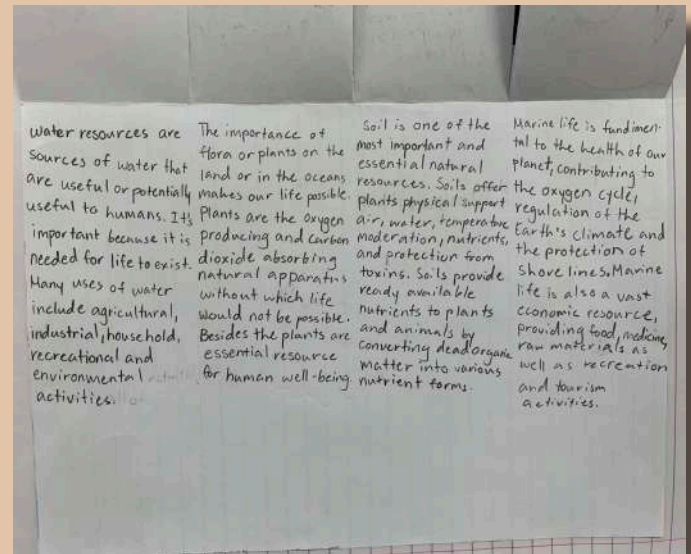 water resources are
sources of water that
are useful or potentially
useful to humans. Its
important because it is
needed for life to exist.
Many uses of water
include agricultural,
industrial, household,
recreational and
environmental
activities.
The importance of
flora or plants on the
land or in the oceans
makes our life possible.
Plants are the oxygen
producing and carbon
dioxide absorbing
natural apparatus
without which life
would not be possible.
Besides the plants are
essential resource
for human well-being.
Soil is one of the
most important and
essential natural
resources. Soils offer
plants physical support
air, water, temperature
moderation, nutrients,
and protection from
toxins. Soils provide
ready available
nutrients to plants
and animals by
converting dead organic
matter into various
nutrient forms.
Marine life is fundimen-
tal to the health of our
planet, contributing to
the oxygen cycle,
regulation of the
Earth's climate and
the protection of
shore lines. Marine
life is also a vast
economic resource,
providing food, medicine,
raw materials as
well as recreation
and tourism
activities.